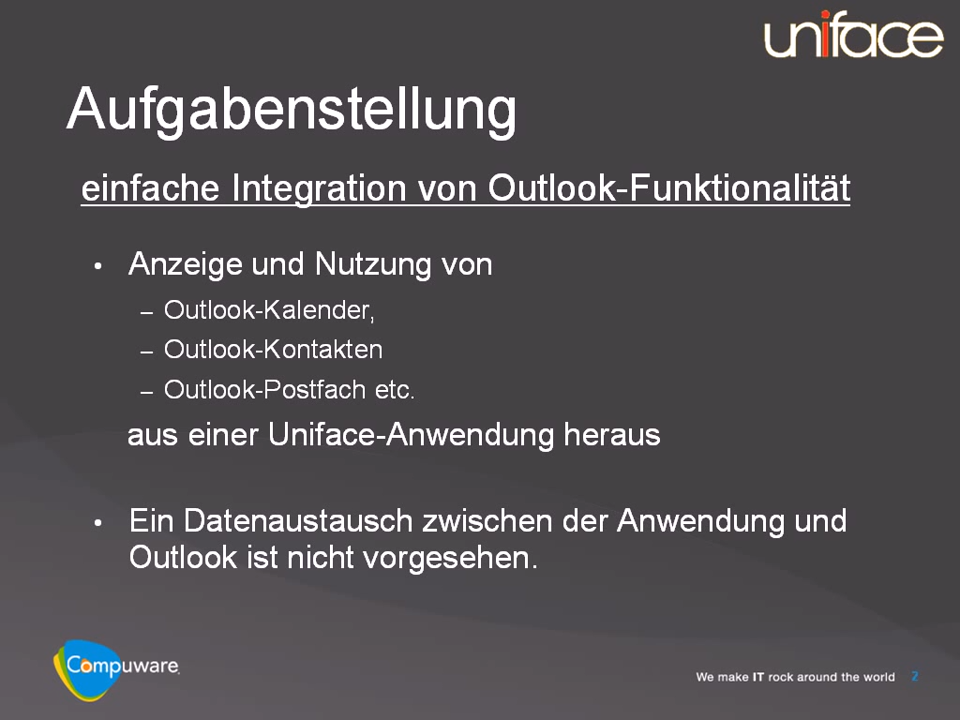 uniface
Aufgabenstellung
einfache Integration von Outlook-Funktionalität
• Anzeige und Nutzung von
– Outlook-Kalender,
– Outlook-Kontakten
– Outlook-Postfach etc.
aus einer Uniface-Anwendung heraus
• Ein Datenaustausch zwischen der Anwendung und
Outlook ist nicht vorgesehen.
Compuware
We make IT rock around the world 2